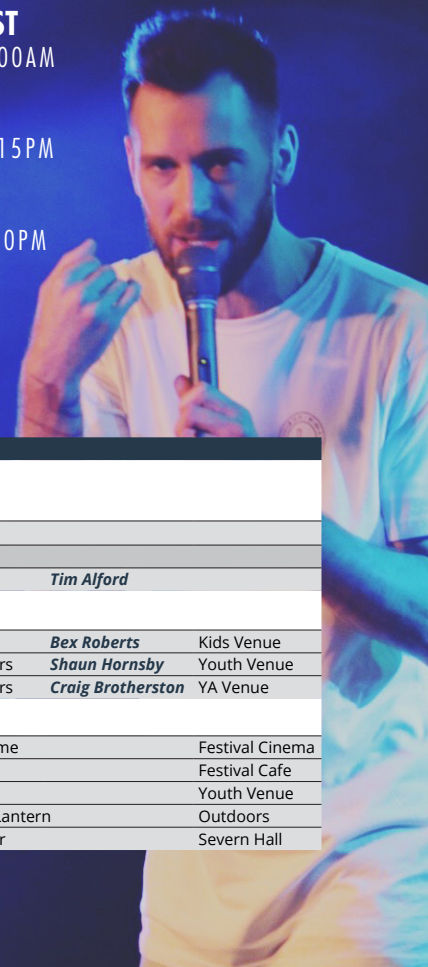 ST
00AM
15PM
0PM
Tim Alford
Bex Roberts Kids Venue
rs Shaun Hornsby Youth Venue
rs Craig Brotherston YA Venue
me Festival Cinema
Festival Cafe
Youth Venue
Lantern Outdoors
r Severn Hall